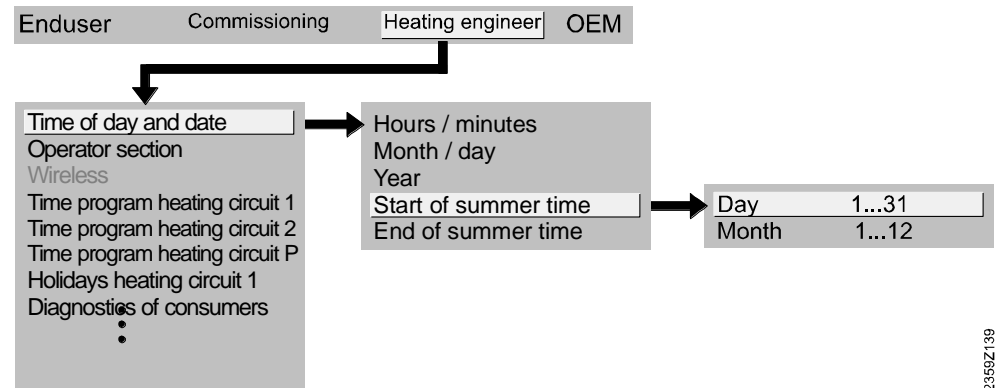 Enduser Commissioning Heating engineer OEM
Time of day and date
Operator section
Wireless
Time program heating circuit 1
Time program heating circuit 2
Time program heating circuit P
Holidays heating circuit 1
Diagnostics of consumers
Hours / minutes
Month / day
Year
Start of summer time
End of summer time
Day 1...31
Month 1...12
2359Z139